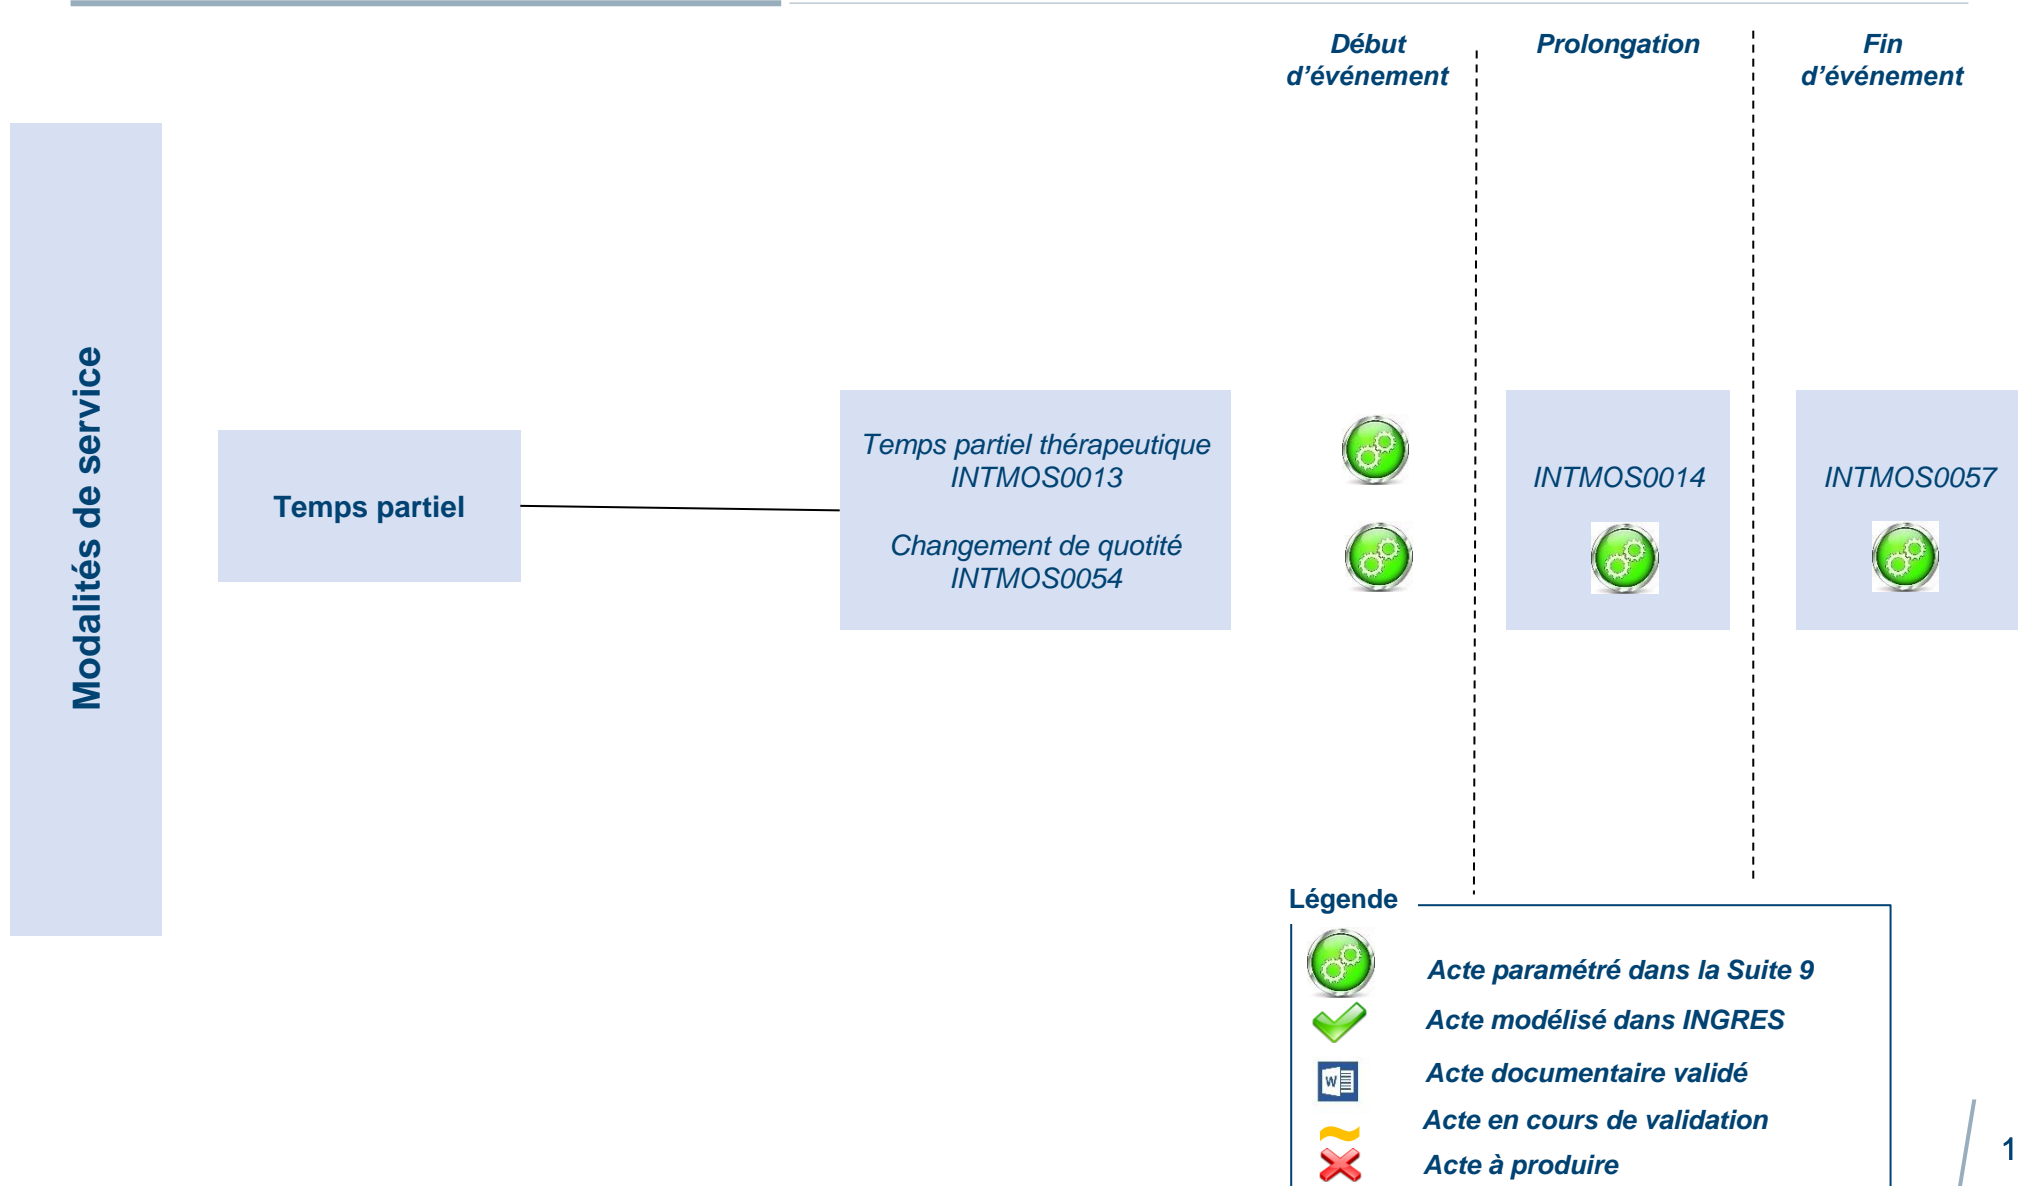 Début
d’événement
Prolongation
Fin
d’événement
Modalités de service
Temps partiel
Temps partiel thérapeutique
INTMOS0013
Changement de quotité
INTMOS0054
INTMOS0014
INTMOS0057
Légende
Acte paramétré dans la Suite 9
Acte modélisé dans INGRES
W
Acte documentaire validé
Acte en cours de validation
Acte à produire
1